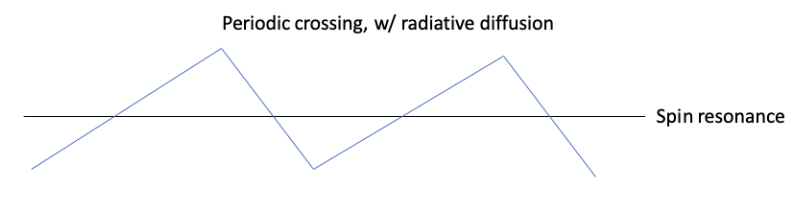 Periodic crossing, w/ radiative diffusion
Spin resonance